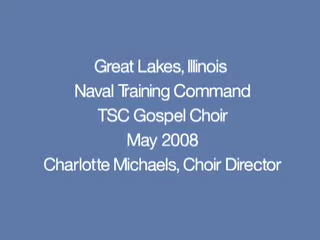 Great Lakes, Illinois
Naval Training Command
TSC Gospel Choir
May 2008
Charlotte Michaels, Choir Director